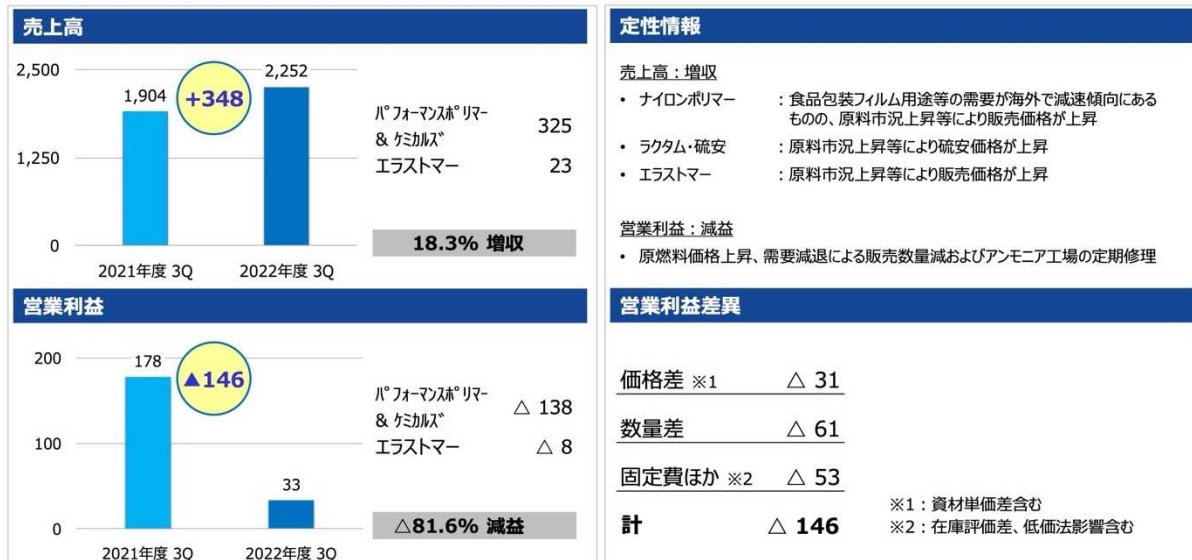 売上高
2,500
1,250
0
1,904
+348
2,252
2021年度 3Q
2022年度 3Q
ﾊﾟﾌｫｰﾏﾝｽﾎﾟﾘﾏｰ
& ｹﾐｶﾙｽﾞ
325
エラストマー
23
18.3% 増収
定性情報
売上高：増収
• ナイロンポリマー ：食品包装フィルム用途等の需要が海外で減速傾向にある
ものの、原料市況上昇等により販売価格が上昇
• ラクタム・硫安 ：原料市況上昇等により硫安価格が上昇
• エラストマー ：原料市況上昇等により販売価格が上昇
営業利益：減益
• 原燃料価格上昇、需要減退による販売数量減およびアンモニア工場の定期修理
営業利益
200
100
0
178
▲146
33
2021年度 3Q
2022年度 3Q
ﾊﾟﾌｫｰﾏﾝｽﾎﾟﾘﾏｰ
& ｹﾐｶﾙｽﾞ
△ 138
エラストマー
△ 8
△81.6% 減益
営業利益差異
価格差 ※1 △ 31
数量差 △ 61
固定費ほか ※2 △ 53
計 △ 146
※1：資材単価差含む
※2：在庫評価差、低価法影響含む